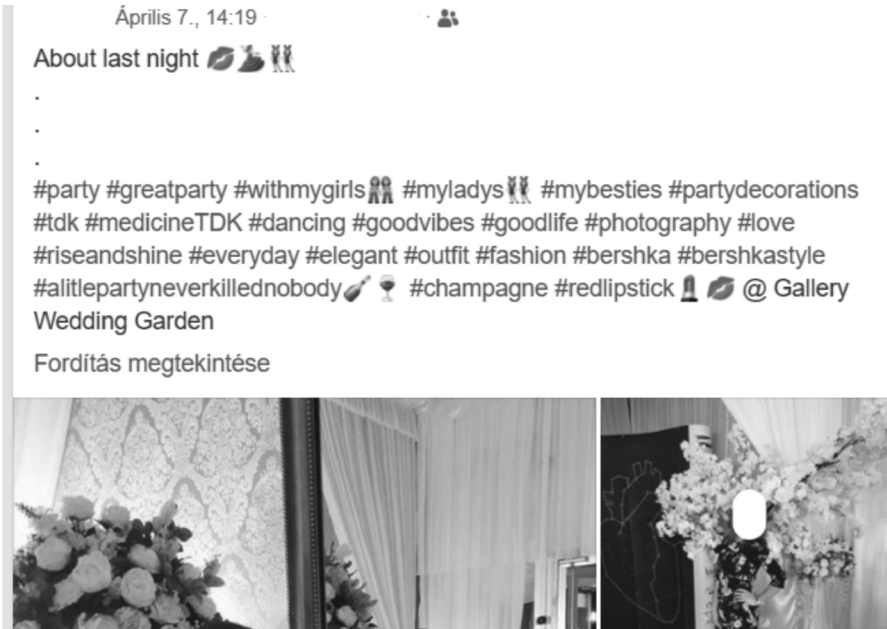 Április 7., 14:19 ·
About last night 💋💃👯
.
.
.
#party #greatparty #withmygirls👭 #myladys👯 #mybesties #partydecorations
#tdk #medicineTDK #dancing #goodvibes #goodlife #photography #love
#riseandshine #everyday #elegant #outfit #fashion #bershka #bershkastyle
#alitlepartyneverkillednobody🍾🍷 #champagne #redlipstick💄💋 @ Gallery
Wedding Garden
Fordítás megtekintése